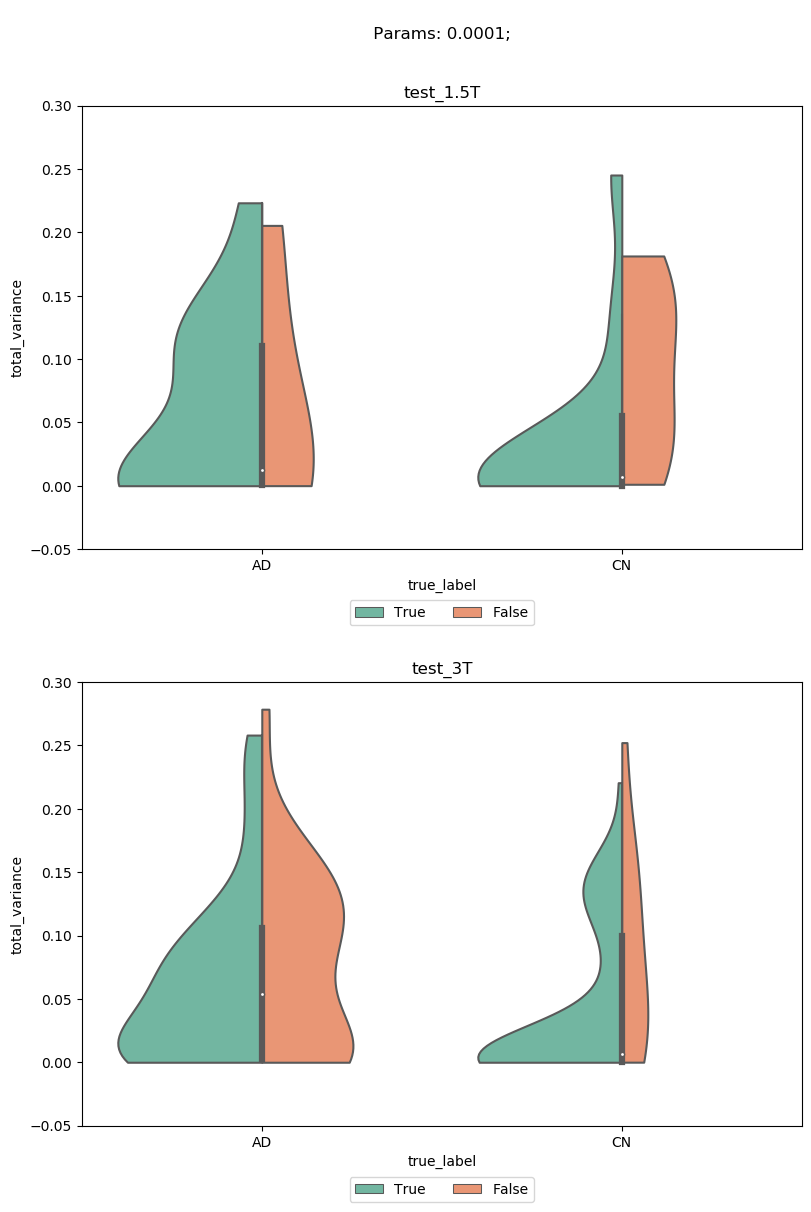 Params: 0.0001;
test_1.5T
0.30
0.25
0.20
0.15
0.10
0.05
0.00
−0.05
total_variance
AD CN
true_label
True False
test_3T
0.30
0.25
0.20
0.15
0.10
0.05
0.00
−0.05
total_variance
AD CN
true_label
True False